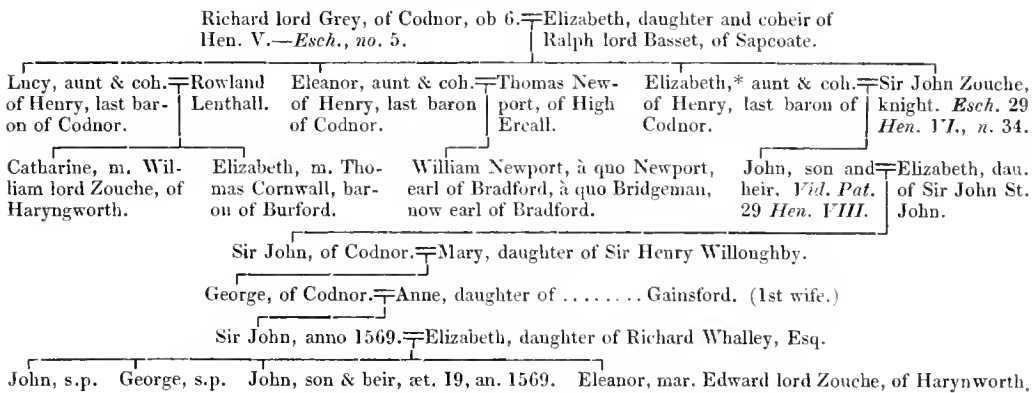 Richard lord Grey, of Codnor, ob 6. Elizabeth, daughter and coheir of
Hen. V.—Esch., no. 5. Ralph lord Basset, of Sapcoate.
Lucy, aunt & coh. Rowland
of Henry, last bar- Lenthall.
on of Codnor.
Eleanor, aunt & coh. Thomas New-
of Henry, last baron port, of High
of Codnor. Ercall.
Elizabeth,* aunt & coh. Sir John Zouche,
of Henry, last baron of knight. Esch. 29
Codnor. Hen. VI., n. 34.
Catharine, m. Wil-
liam lord Zouche, of
Haryngworth.
Elizabeth, m. Tho-
mas Cornwall, bar-
on of Burford.
William Newport, à quo Newport,
earl of Bradford, à quo Bridgeman,
now earl of Bradford.
John, son and Elizabeth, dau.
heir. Vid. Pat. of Sir John St.
29 Hen. VIII. John.
Sir John, of Codnor. Mary, daughter of Sir Henry Willoughby.
George, of Codnor. Anne, daughter of ........ Gainsford. (1st wife.)
Sir John, anno 1569. Elizabeth, daughter of Richard Whalley, Esq.
John, s.p. George, s.p. John, son & heir, æt. 19, an. 1569. Eleanor, mar. Edward lord Zouche, of Harynworth.